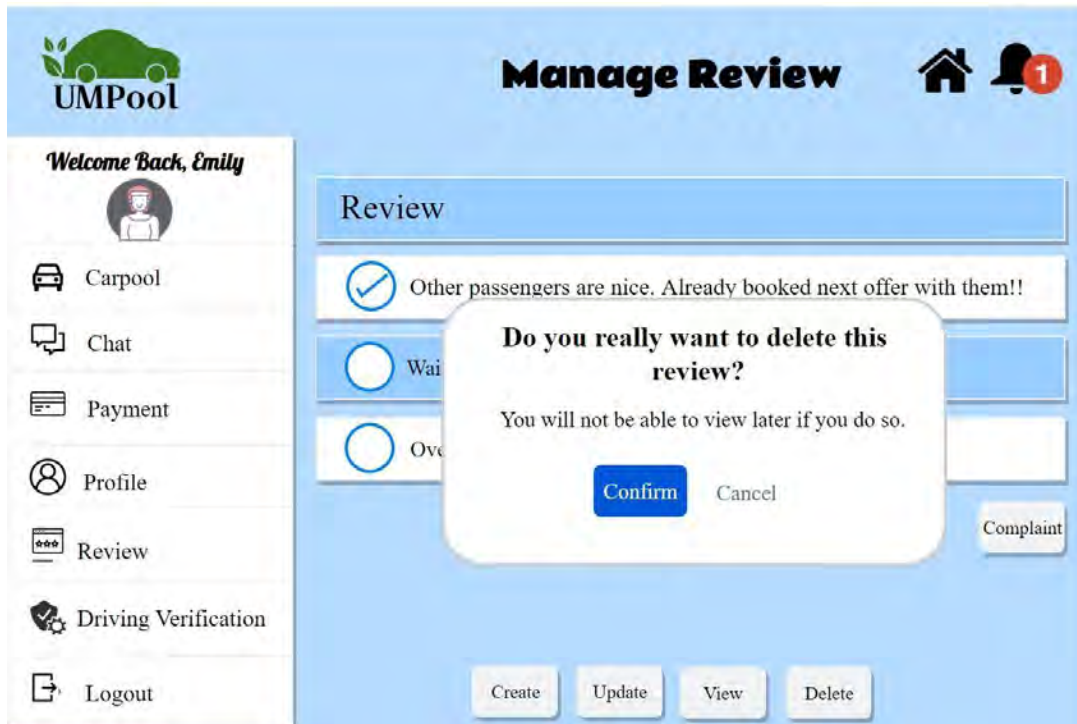 UMPool
Manage Review
1
Welcome Back, Emily
Carpool
Chat
Payment
Profile
Review
Driving Verification
Logout
Review
Other passengers are nice. Already booked next offer with them!!
Do you really want to delete this
review?
You will not be able to view later if you do so.
Confirm Cancel
Complaint
Create Update View Delete